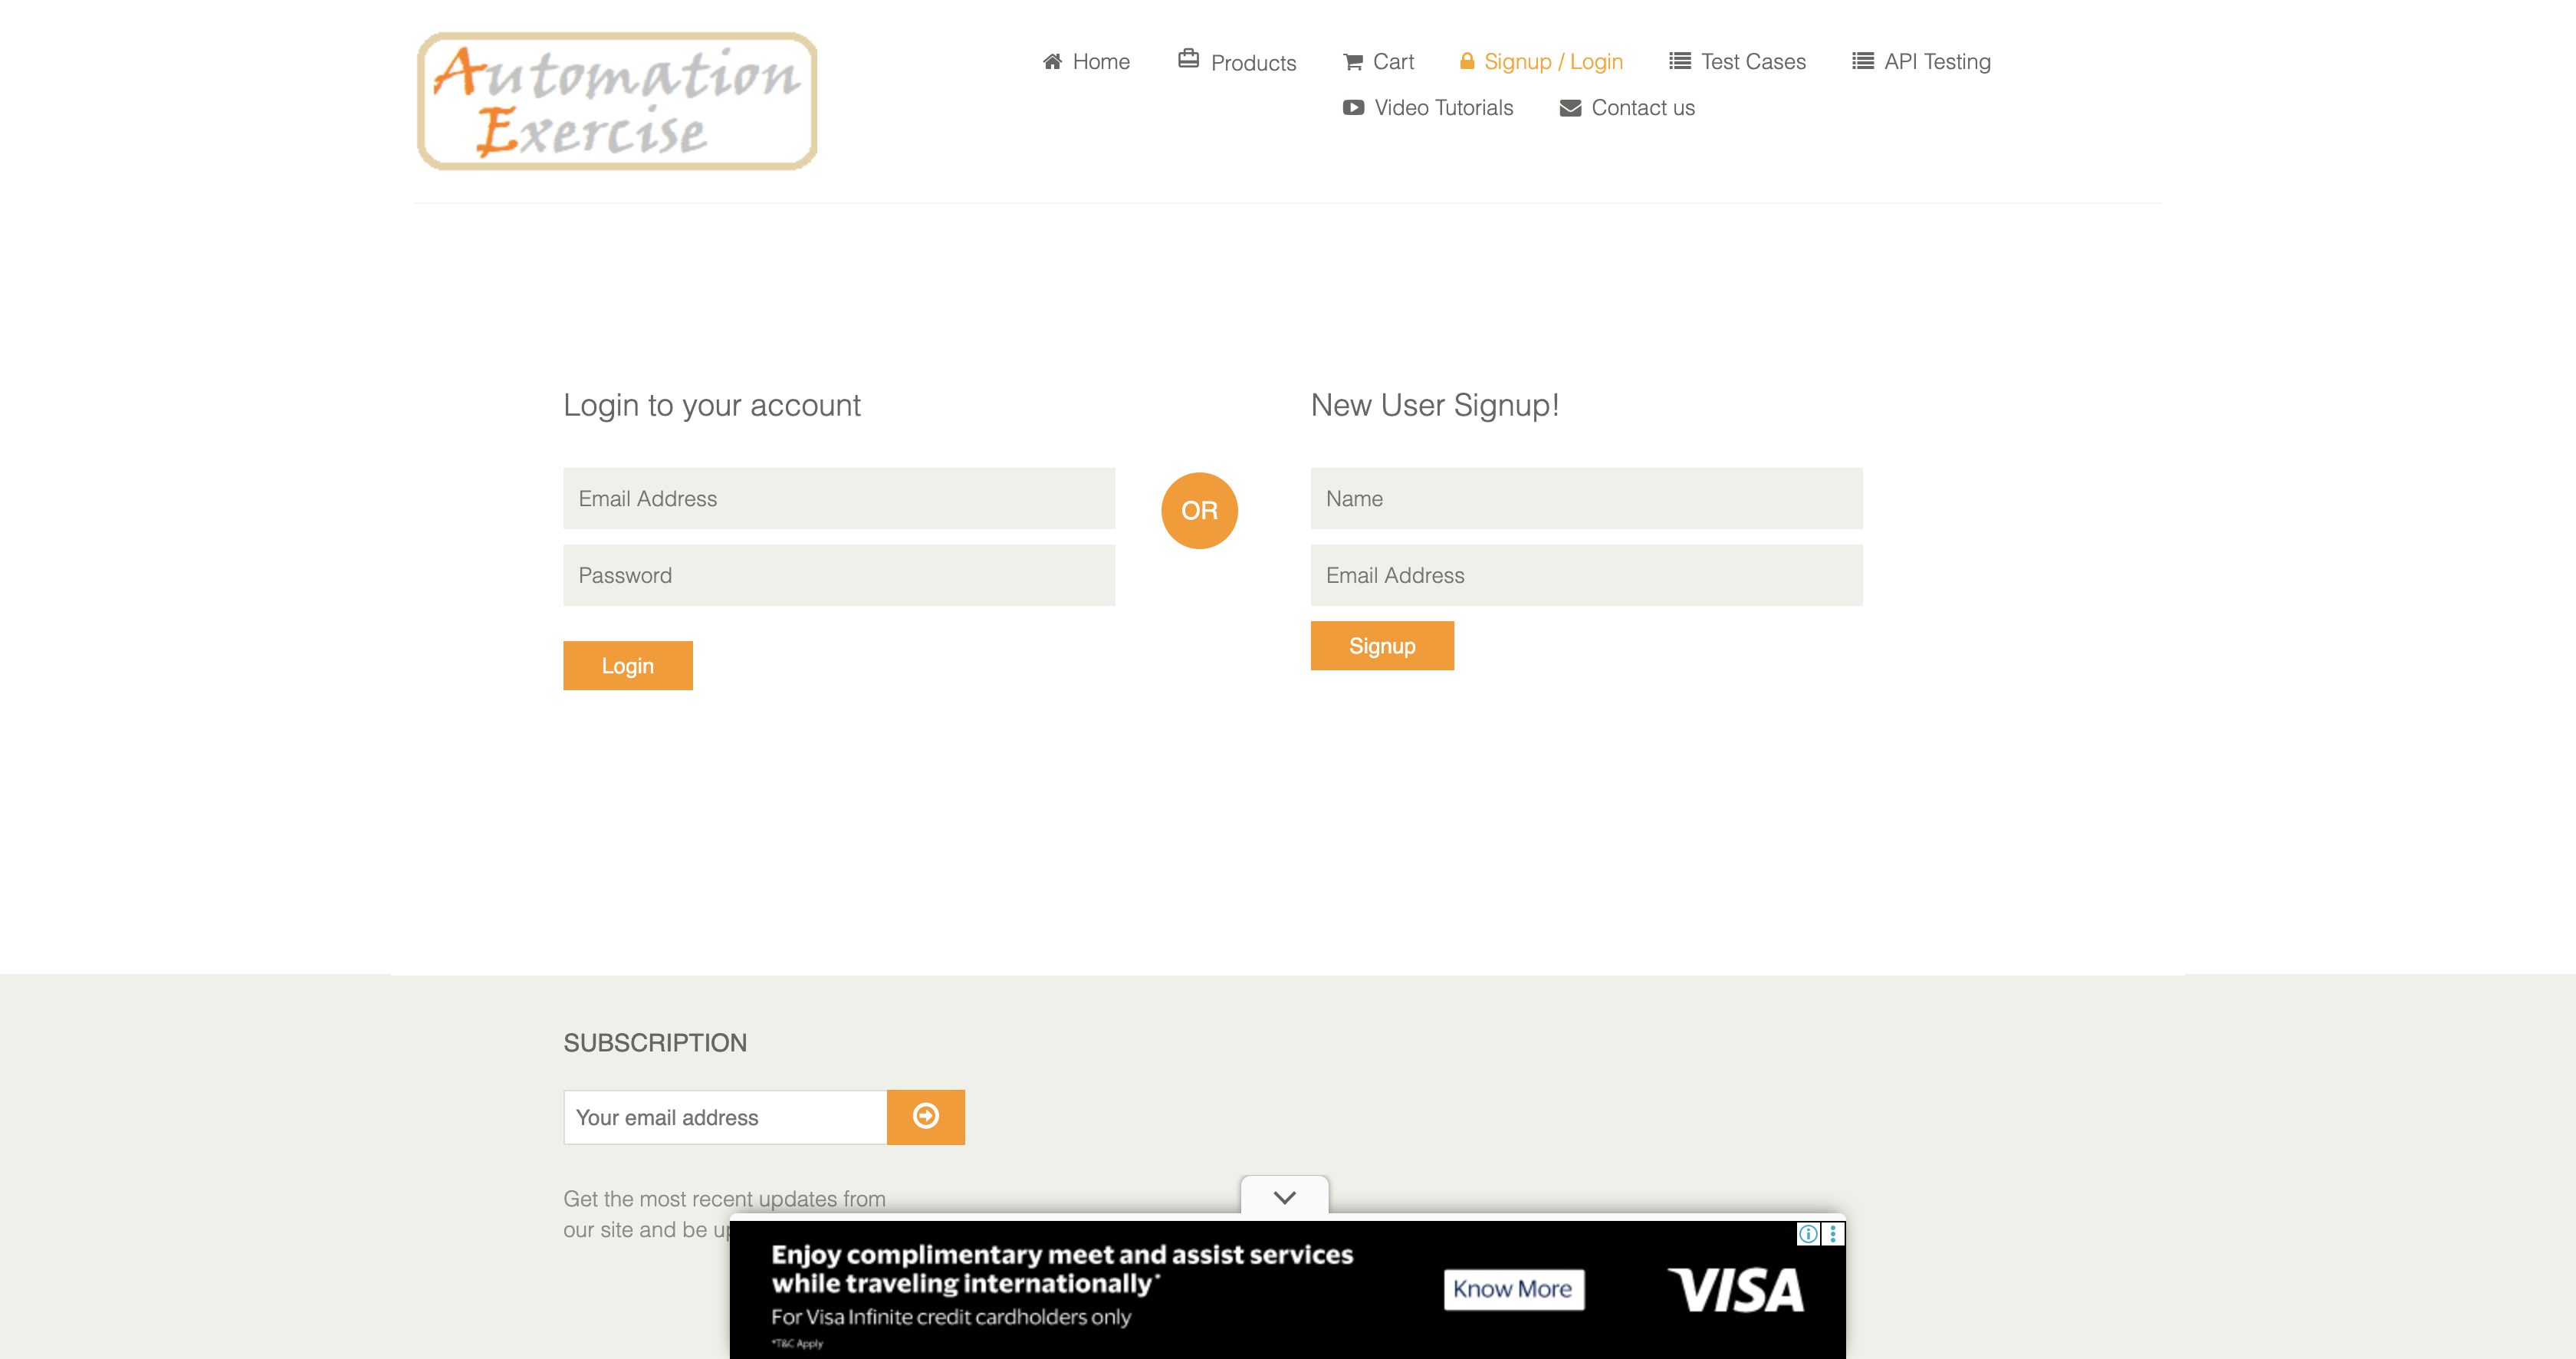 Automation
Exercise
Home
Products
Cart
Signup / Login
Test Cases
API Testing
Video Tutorials
Contact us
Login to your account
Email Address
Password
Login
OR
New User Signup!
Name
Email Address
Signup
SUBSCRIPTION
Your email address
Get the most recent updates from
our site and be
Enjoy complimentary meet and assist services
while traveling internationally*
For Visa Infinite credit cardholders only
*T&C Apply
Know More
VISA